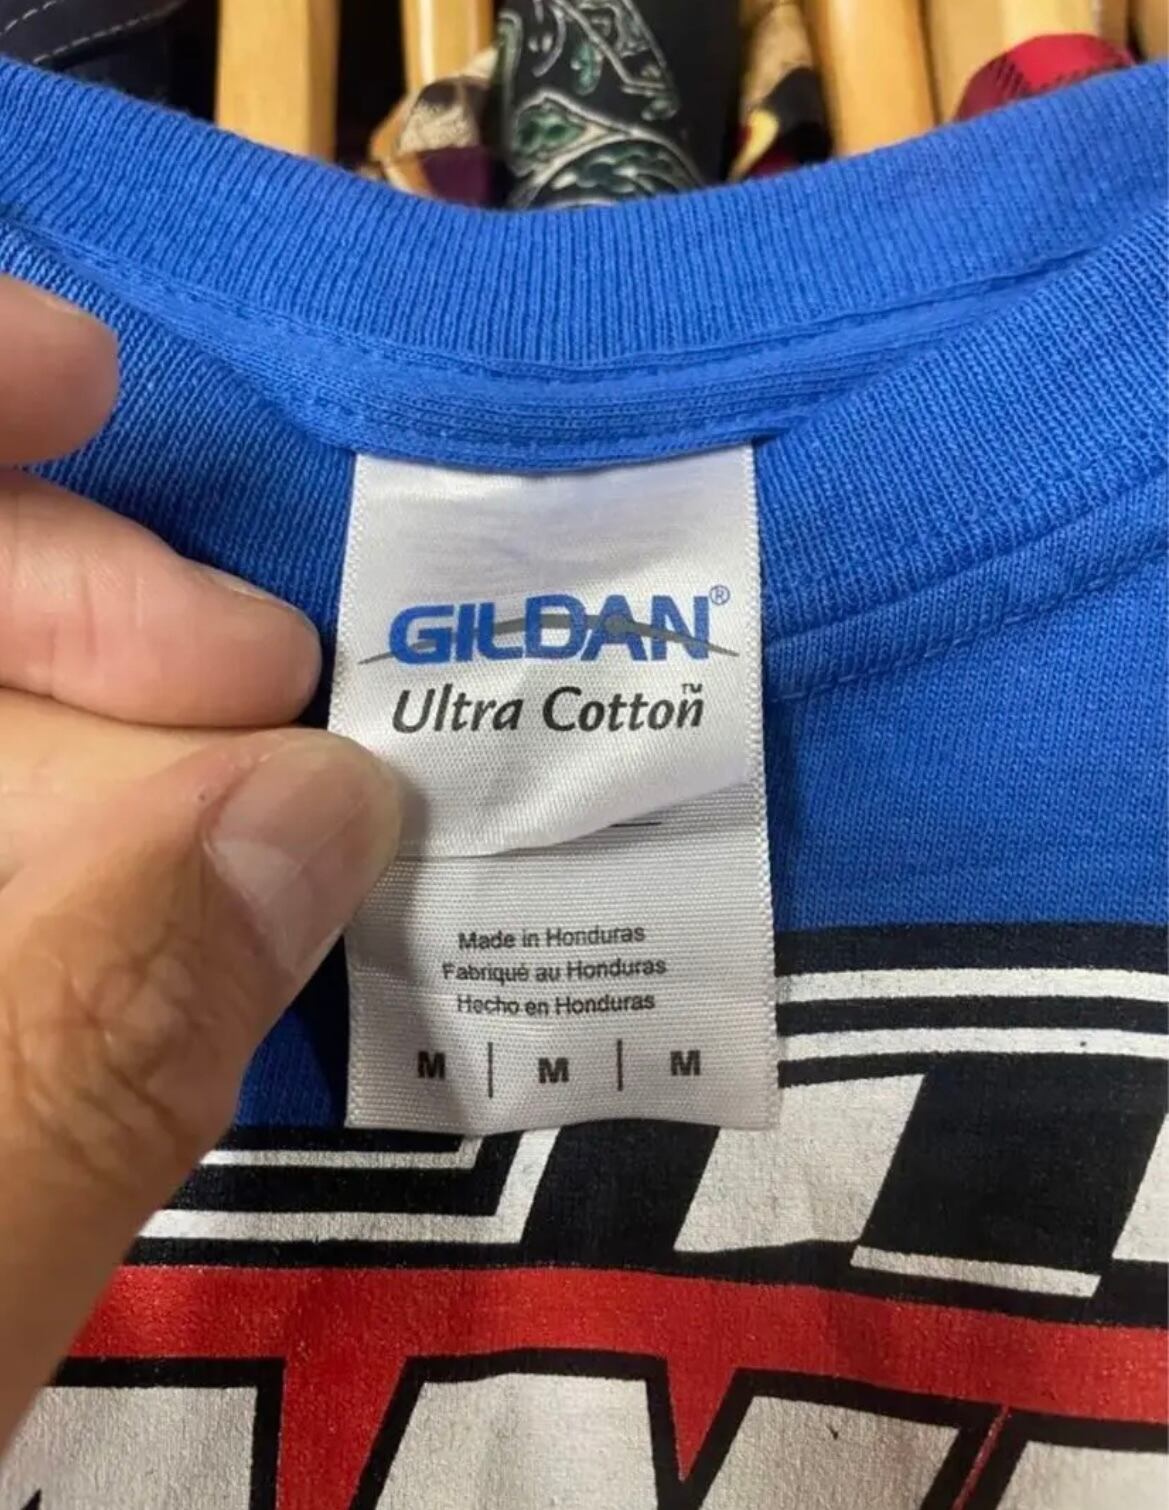 GILDAN®
Ultra Cotton™
Made in Honduras
Fabriqué au Honduras
Hecho en Honduras
M | M | M